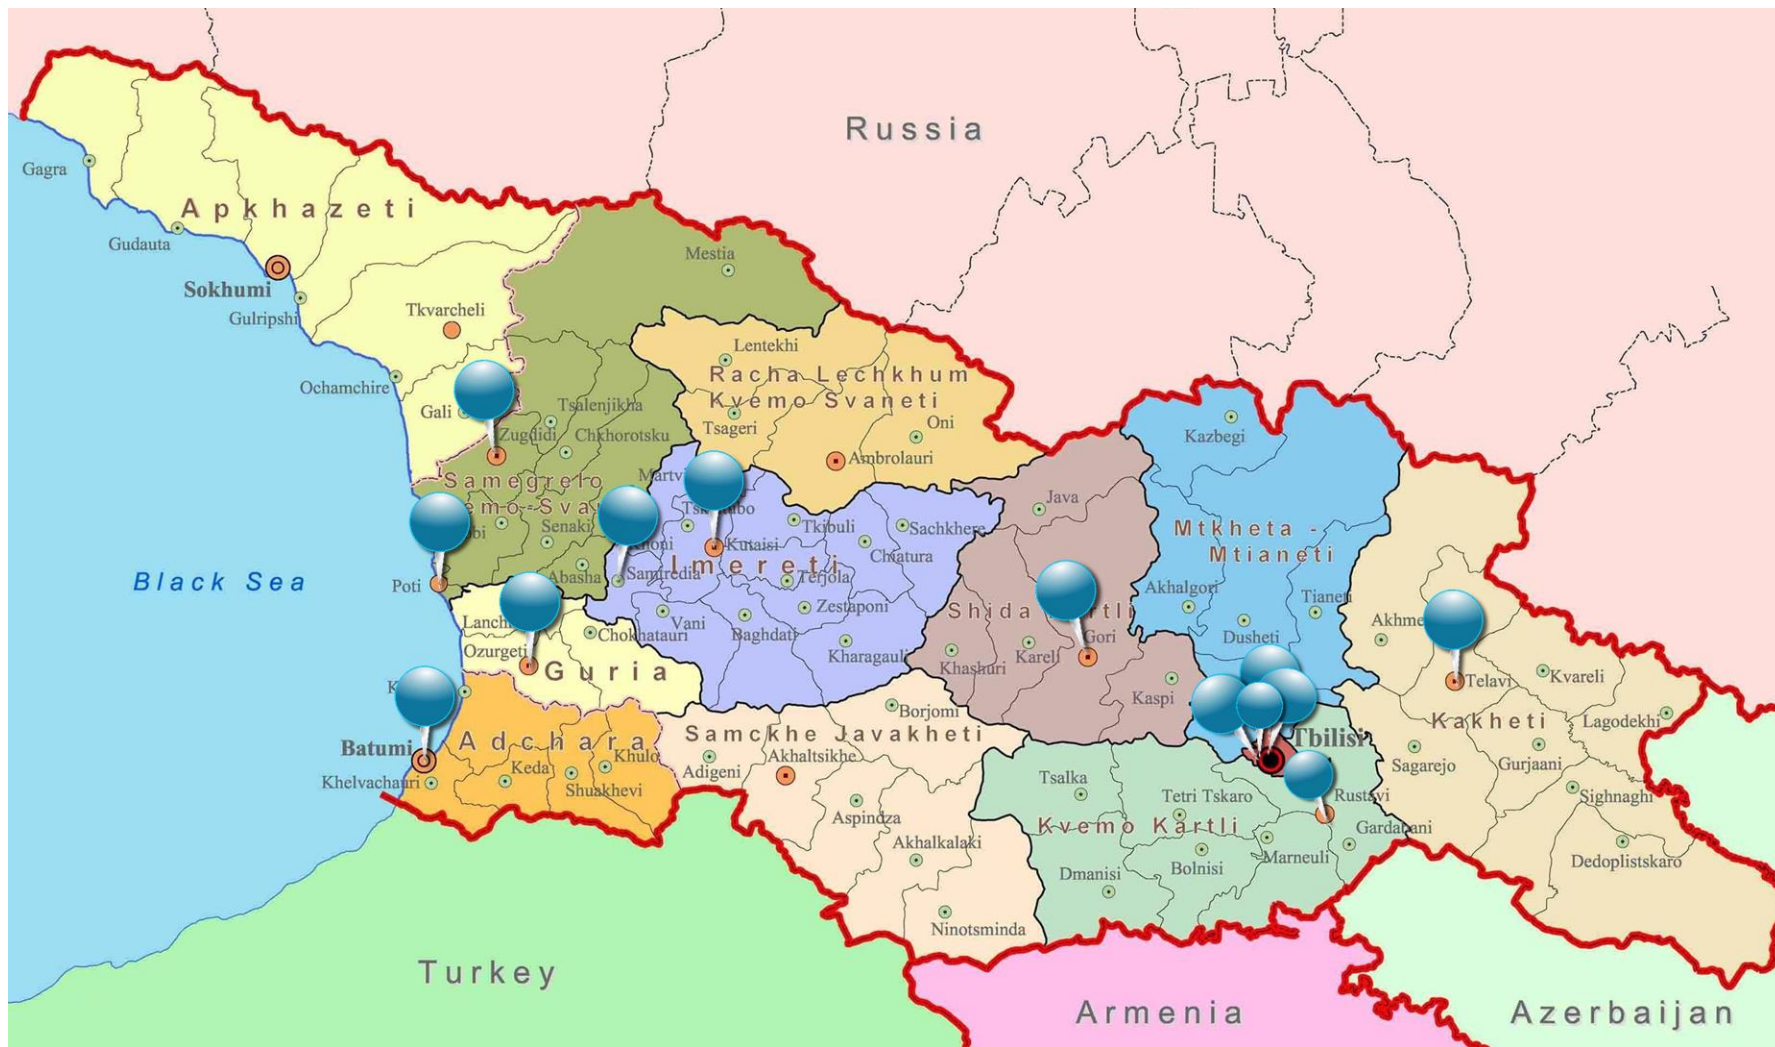 Russia
Gagra
Apkhazeti
Gudauta
Sokhumi
Gulripshi
Mestia
Tkvarcheli
Lentekhi
Ochamchire
Racha Lechkhum
Kvemo Svaneti
Gali
Tsalenjikha
Tsageri
Oni
Kazbegi
Zugdidi
Chkhorotsku
Ambrolauri
Samegrelo
Java
Senaki
Tkibuli
Sachkhere
Mtkheta -
Mtianeti
Kutaisi
Chiatura
Imereti
Black Sea
Poti
Abasha
Samtredia
Terjola
Akhalgori
Zestaponi
Shida
Tianeti
Vani
Baghdati
Dusheti
Chokhatauri
Gori
Ozurgeti
Guria
Kharagauli
Khashuri
Kareli
Kaspi
Telavi
Kvareli
Borjomi
Kakheti
Lagodekhi
Batumi
Adchara
Samckhe Javakheti
Tbilisi
Khelvachauri
Keda
Khulo
Shuakhevi
Adigeni
Akhaltsikhe
Tsalka
Sagarejo
Gurjaani
Tetri Tskaro
Rustavi
Sighnaghi
Aspindza
Kvemo Kartli
Gardabani
Akhalkalaki
Marneuli
Bolnisi
Dmanisi
Dedoplistskaro
Ninotsminda
Turkey
Armenia
Azerbaijan